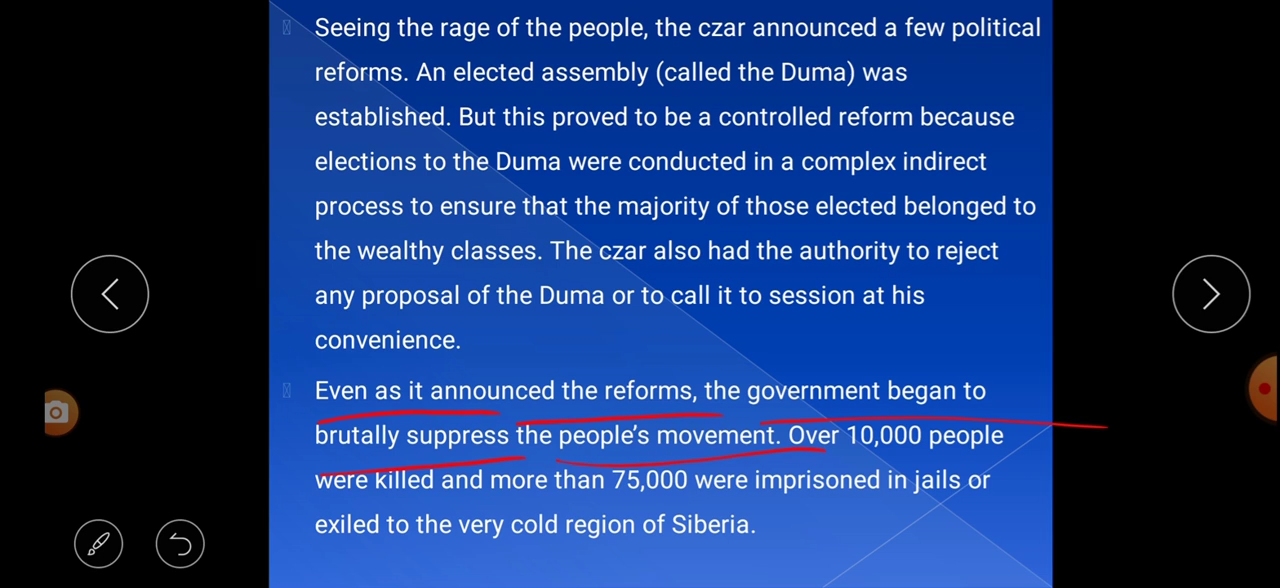 Seeing the rage of the people, the czar announced a few political
reforms. An elected assembly (called the Duma) was
established. But this proved to be a controlled reform because
elections to the Duma were conducted in a complex indirect
process to ensure that the majority of those elected belonged to
the wealthy classes. The czar also had the authority to reject
any proposal of the Duma or to call it to session at his
convenience.
Even as it announced the reforms, the government began to
brutally suppress the people’s movement. Over 10,000 people
were killed and more than 75,000 were imprisoned in jails or
exiled to the very cold region of Siberia.